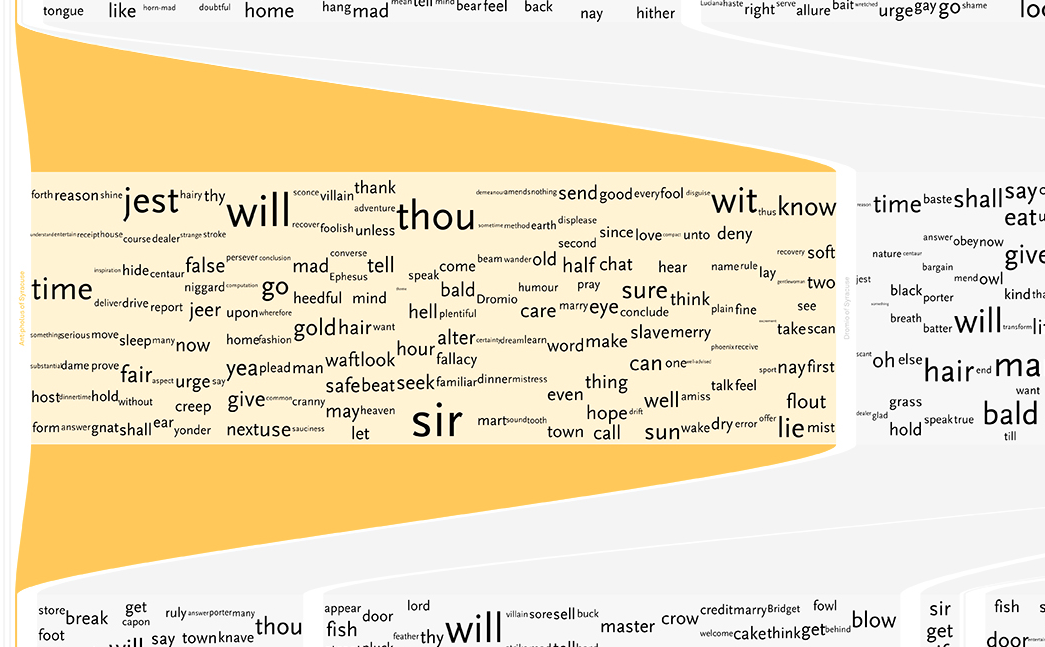 tongue like horn-mad doubtful home hang mad mean tell mind bear feel back nay hither
Luciana haste right serve allure bait wretched urge gay go shame
Antipholus of Syracuse
forth reason shine jest hairy thy will sconce villain thank
adventure thou demeanour amends nothing send good every fool disguise wit thus know
understand entertain receipt house course dealer strange stroke recover foolish unless
sometime method earth displease second since love compact unto deny
inspiration hide centaur false persever conclusion mad converse Ephesus tell
speak come beam wander old half chat hear name rule lay recovery soft
time deliver drive report niggard computation jeer upon wherefore go heedful mind
hell plentiful bald Dromio humour care pray marry eye sure conclude think plain fine gentlewoman two see
something serious move sleep many now home fashion gold hair want
hour alter certainty dream learn fallacy word make slave merry phoenix receive take scan
substantial dame prove fair aspect urge say yea plead man waft look
safe beat seek familiar dinner mistress even thing can one well-advised talk feel sport nay first
host dinnertime hold without creep give common cranny may heaven
sir hope drift well amiss flout
form answer gnat shall ear yonder next use sauciness let
mart sound tooth town call sun wake dry error offer lie mist
Dromio of Syracuse
reason time baste shall say
eat
nature centaur answer obey now give
jest bargain mend owl
black porter kind
something breath batter will transform
scant oh else hair end
want
dealer glad grass hold speak true bald
till
store break get capon ruly answer porter many thou
foot say town knave
appear door lord villain sore sell buck
fish feather thy will master crow credit marry Bridget fowl
welcome cake think get behind blow
sir
get
fish
door